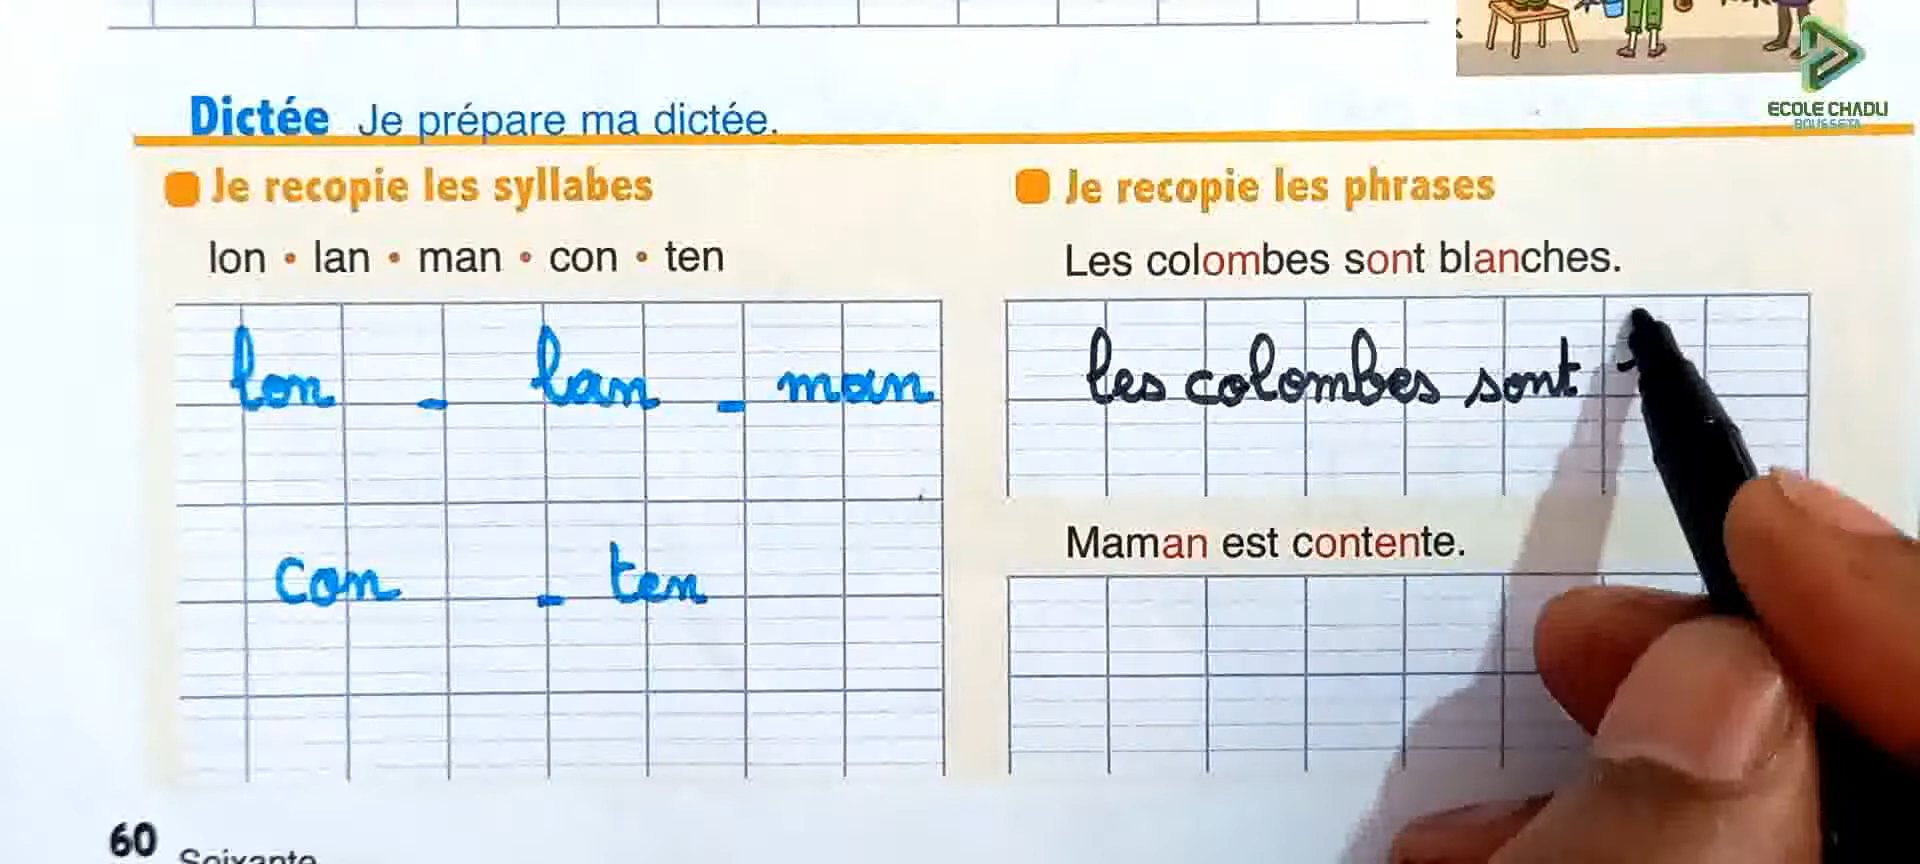 ECOLE CHADLI
BOUSSETA
Dictée Je prépare ma dictée.
Je recopie les syllabes
lon • lan • man • con • ten
lon - lan - man
con - ten
Je recopie les phrases
Les colombes sont blanches.
les colombes sont
Maman est contente.
60 Soixante